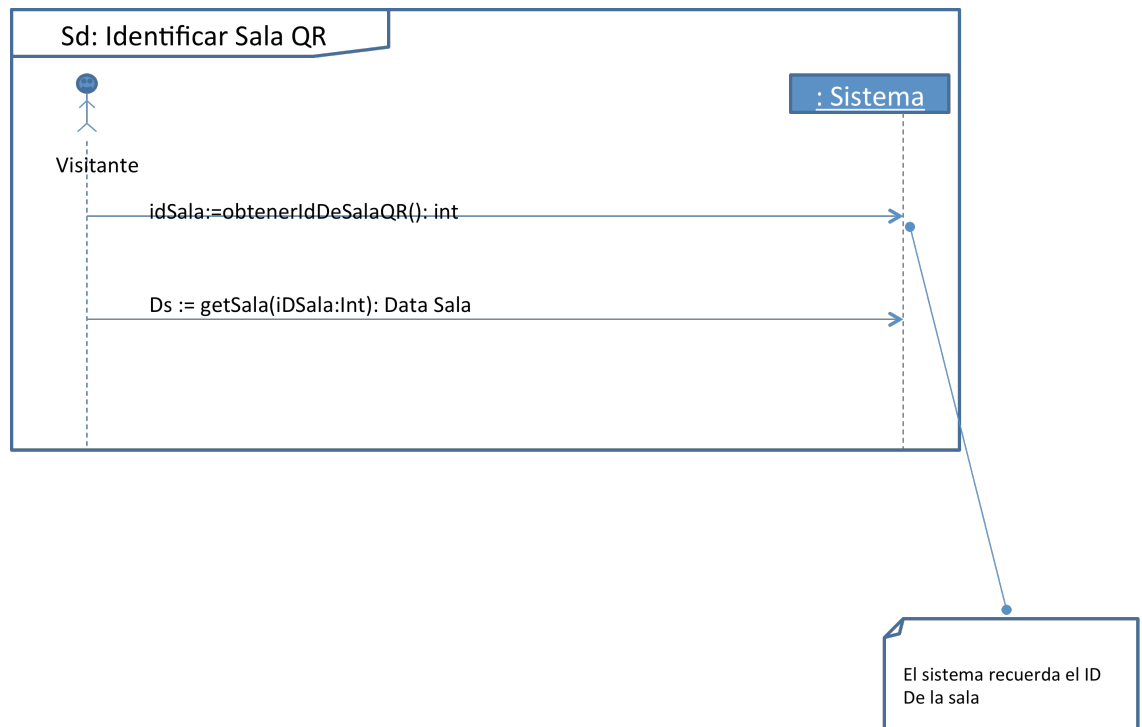 Sd: Identificar Sala QR
: Sistema
Visitante
idSala:=obtenerIdDeSalaQR(): int
Ds := getSala(iDSala:Int): Data Sala
El sistema recuerda el ID
De la sala